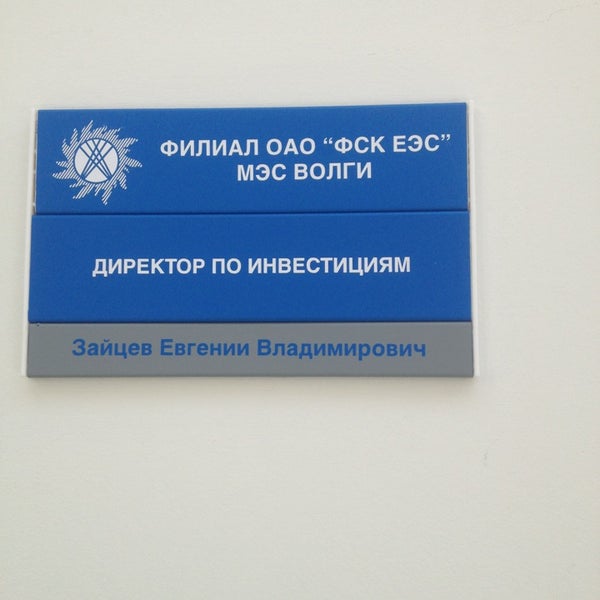 ФИЛИАЛ ОАО “ФСК ЕЭС”
МЭС ВОЛГИ
ДИРЕКТОР ПО ИНВЕСТИЦИЯМ
Зайцев Евгении Владимирович